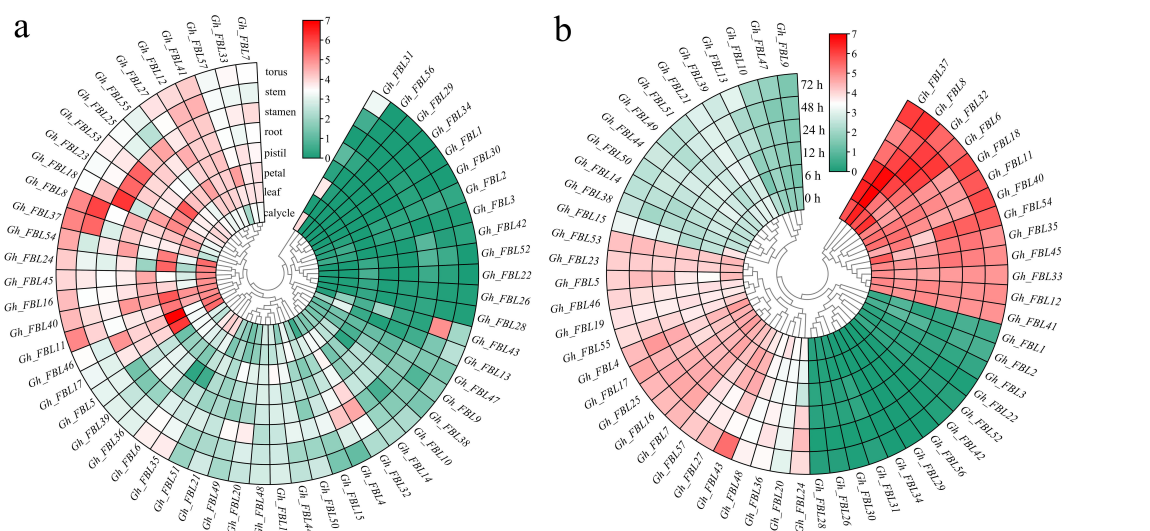 a
Gh_FBL7
Gh_FBL33
Gh_FBL57
Gh_FBL41
Gh_FBL12
Gh_FBL27
Gh_FBL55
Gh_FBL25
Gh_FBL53
Gh_FBL23
Gh_FBL18
Gh_FBL8
Gh_FBL37
Gh_FBL54
Gh_FBL24
Gh_FBL45
Gh_FBL16
Gh_FBL40
Gh_FBL11
Gh_FBL46
Gh_FBL17
Gh_FBL5
Gh_FBL39
Gh_FBL36
Gh_FBL6
Gh_FBL35
Gh_FBL51
Gh_FBL21
Gh_FBL49
Gh_FBL20
Gh_FBL50
Gh_FBL15
Gh_FBL4
Gh_FBL32
Gh_FBL14
Gh_FBL10
Gh_FBL38
Gh_FBL9
Gh_FBL47
Gh_FBL13
Gh_FBL43
Gh_FBL28
Gh_FBL26
Gh_FBL22
Gh_FBL52
Gh_FBL42
Gh_FBL3
Gh_FBL2
Gh_FBL30
Gh_FBL1
Gh_FBL34
Gh_FBL29
Gh_FBL56
Gh_FBL31
torus
stem
stamen
root
pistil
petal
leaf
calycle
7
6
5
4
3
2
1
0
b
Gh_FBL9
Gh_FBL47
Gh_FBL10
Gh_FBL13
Gh_FBL39
Gh_FBL21
Gh_FBL51
Gh_FBL49
Gh_FBL44
Gh_FBL50
Gh_FBL14
Gh_FBL38
Gh_FBL15
Gh_FBL53
Gh_FBL23
Gh_FBL5
Gh_FBL46
Gh_FBL19
Gh_FBL55
Gh_FBL4
Gh_FBL17
Gh_FBL25
Gh_FBL16
Gh_FBL7
Gh_FBL57
Gh_FBL27
Gh_FBL43
Gh_FBL48
Gh_FBL36
Gh_FBL20
Gh_FBL24
Gh_FBL28
Gh_FBL26
Gh_FBL30
Gh_FBL31
Gh_FBL34
Gh_FBL29
Gh_FBL56
Gh_FBL42
Gh_FBL52
Gh_FBL22
Gh_FBL3
Gh_FBL2
Gh_FBL1
Gh_FBL41
Gh_FBL12
Gh_FBL33
Gh_FBL45
Gh_FBL35
Gh_FBL54
Gh_FBL40
Gh_FBL11
Gh_FBL18
Gh_FBL6
Gh_FBL32
Gh_FBL8
Gh_FBL37
72 h
48 h
24 h
12 h
6 h
0 h
7
6
5
4
3
2
1
0